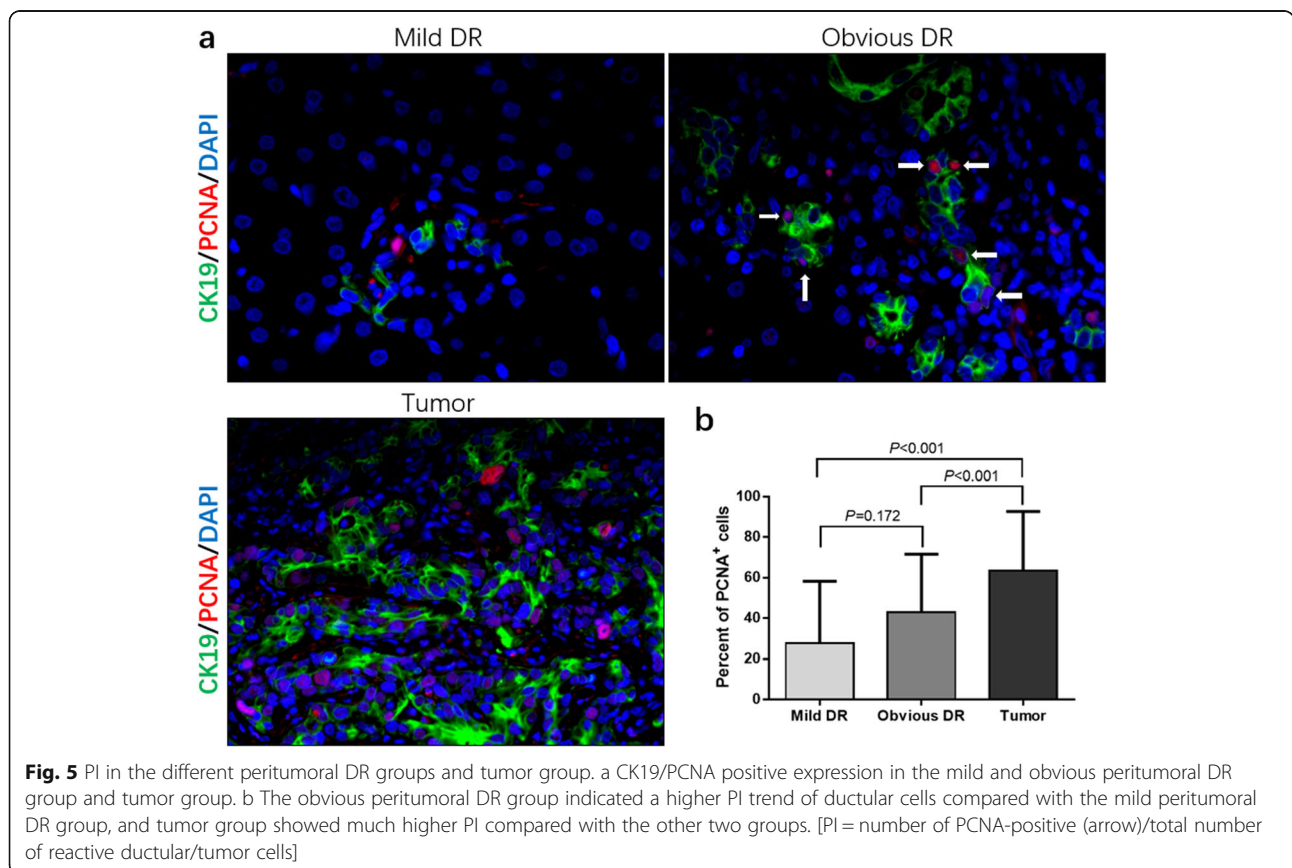 a
Mild DR
Obvious DR
CK19/PCNA/DAPI
Tumor
CK19/PCNA/DAPI
b
P<0.001
P<0.001
P=0.172
Percent of PCNA+ cells
100
80
60
40
20
0
Mild DR
Obvious DR
Tumor
Fig. 5 PI in the different peritumoral DR groups and tumor group. a CK19/PCNA positive expression in the mild and obvious peritumoral DR
group and tumor group. b The obvious peritumoral DR group indicated a higher PI trend of ductular cells compared with the mild peritumoral
DR group, and tumor group showed much higher PI compared with the other two groups. [PI = number of PCNA-positive (arrow)/total number
of reactive ductular/tumor cells]